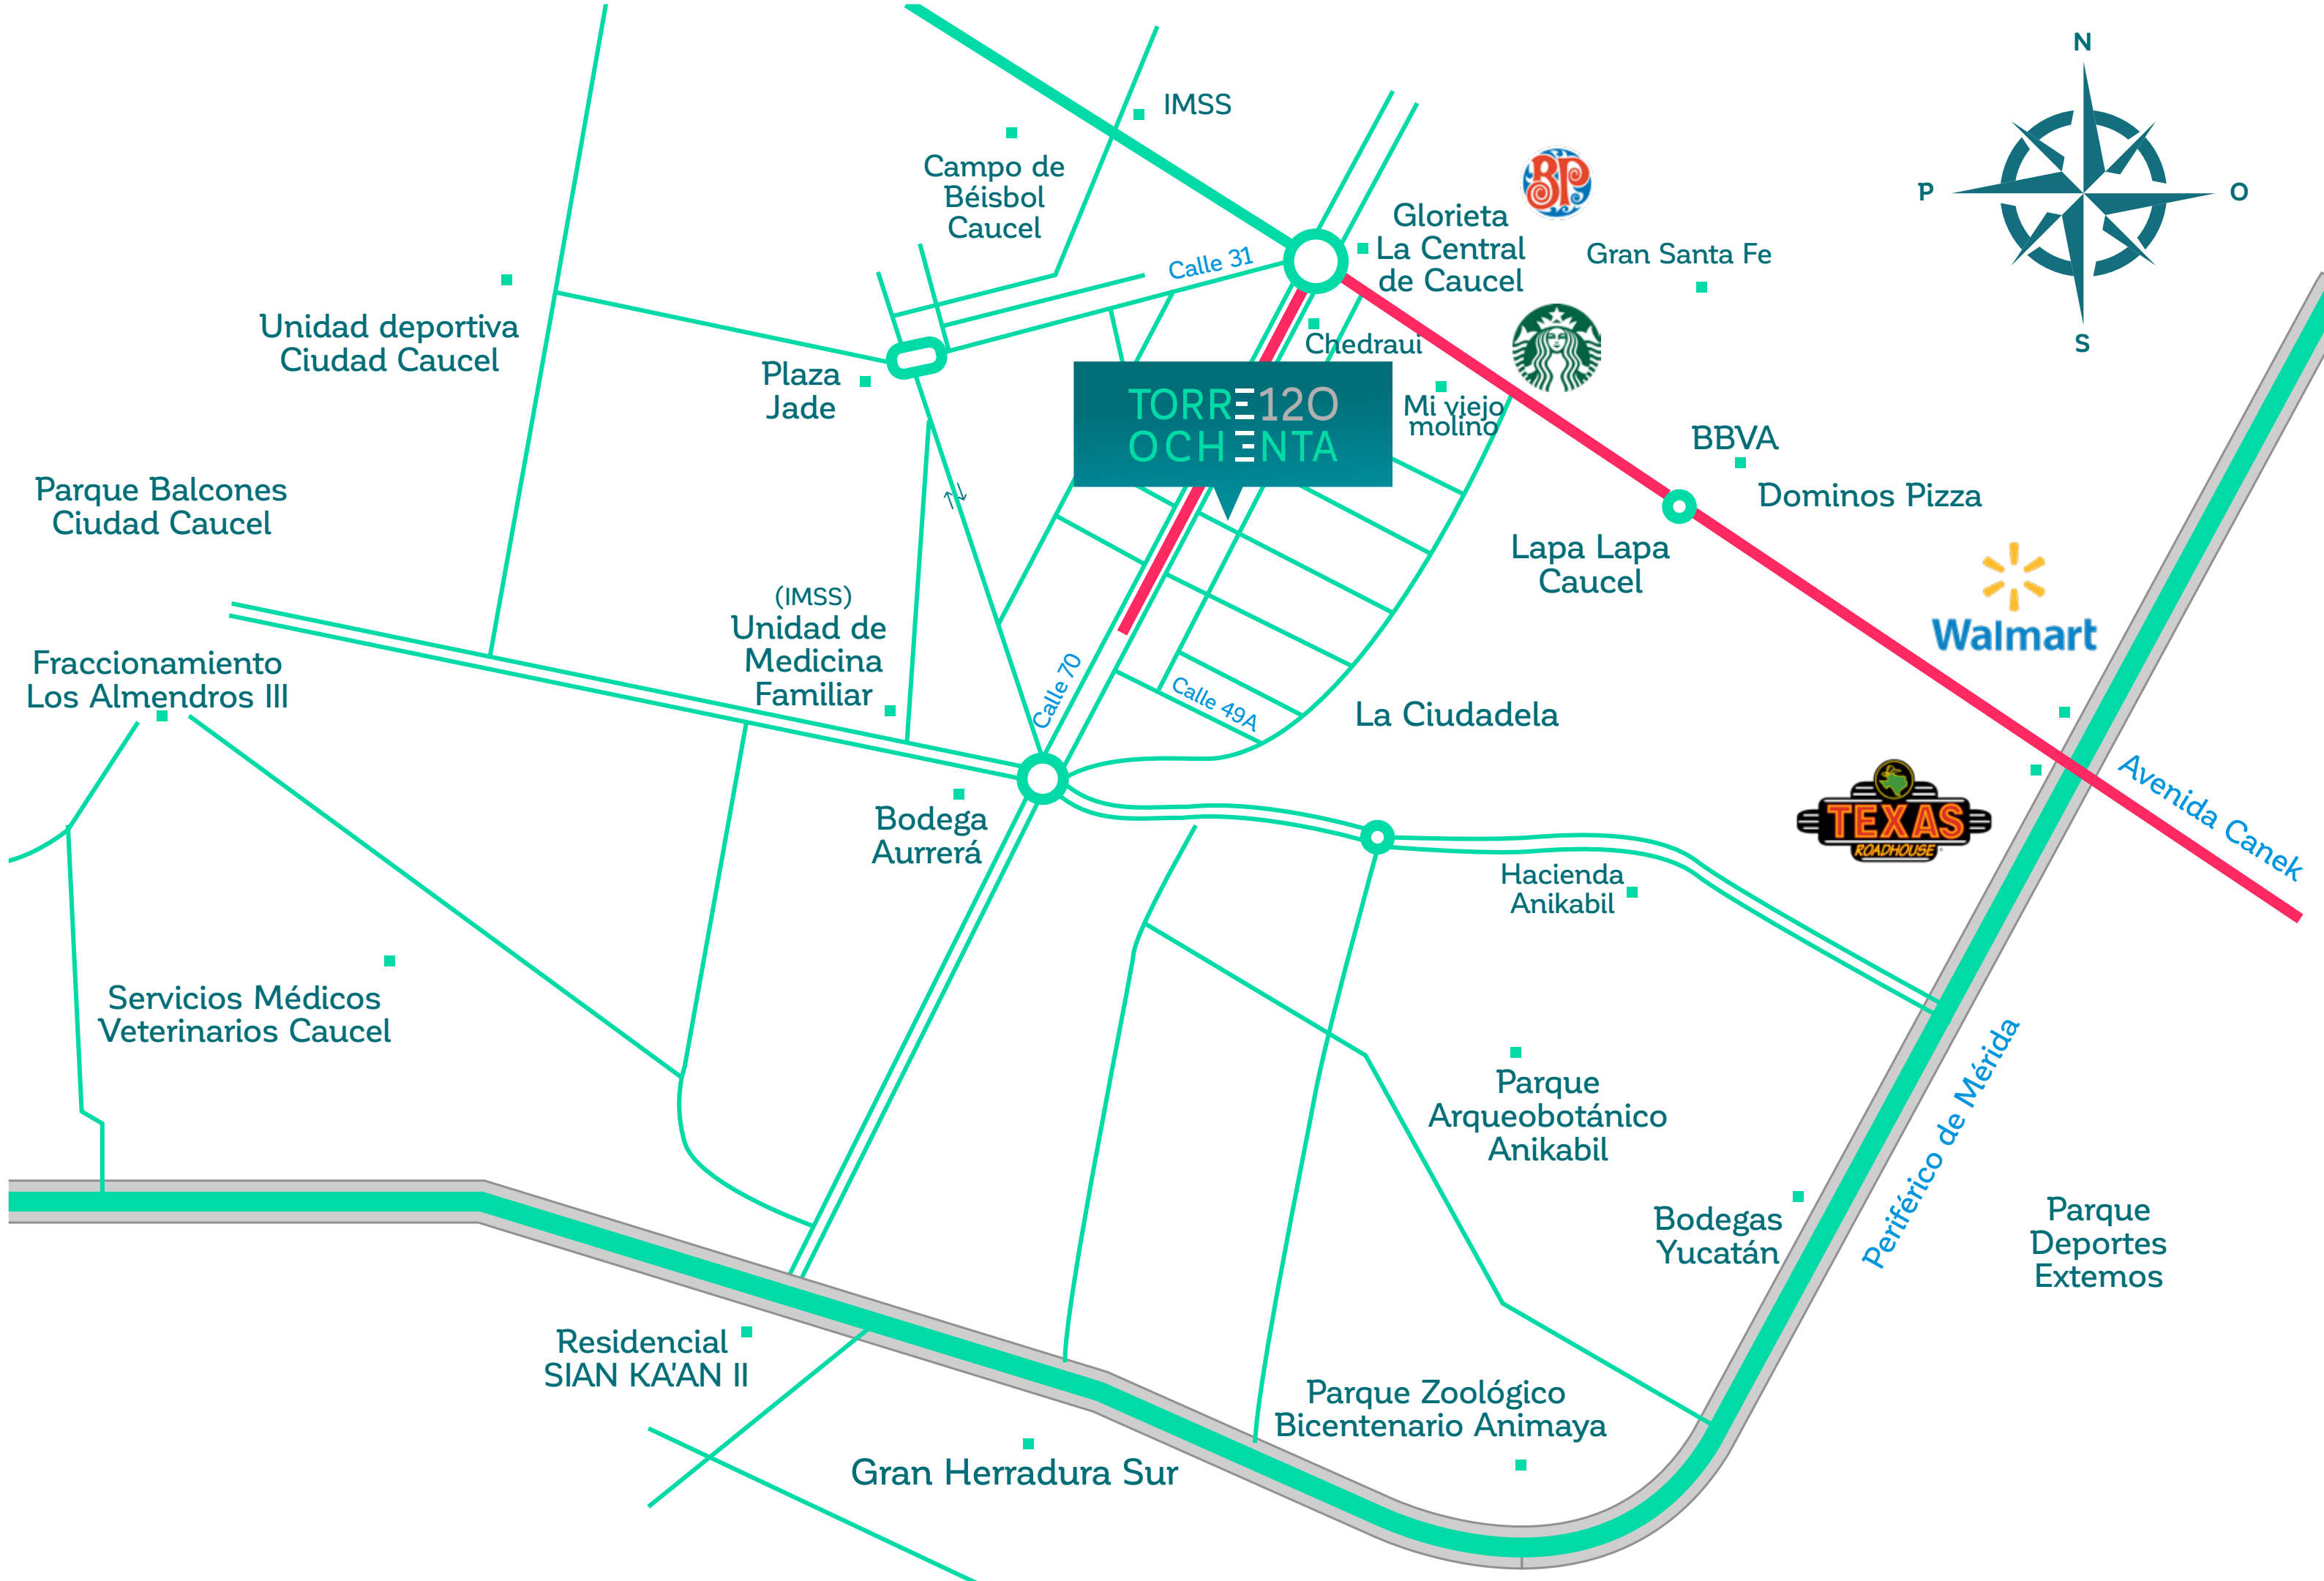 N
P
O
S
IMSS
Campo de
Béisbol
Caucel
BP
Glorieta
La Central
de Caucel
Gran Santa Fe
Calle 31
Unidad deportiva
Ciudad Caucel
Plaza
Jade
Chedraui
TORRE 120
OCHENTA
Mi viejo
molino
BBVA
Dominos Pizza
Parque Balcones
Ciudad Caucel
Lapa Lapa
Caucel
Walmart
(IMSS)
Unidad de
Medicina
Familiar
Fraccionamiento
Los Almendros III
Calle 70
Calle 49A
La Ciudadela
Avenida Canek
TEXAS
ROADHOUSE
Bodega
Aurrerá
Hacienda
Anikabil
Servicios Médicos
Veterinarios Caucel
Parque
Arqueobotánico
Anikabil
Periférico de Mérida
Bodegas
Yucatán
Parque
Deportes
Extemos
Residencial
SIAN KA'AN II
Parque Zoológico
Bicentenario Animaya
Gran Herradura Sur